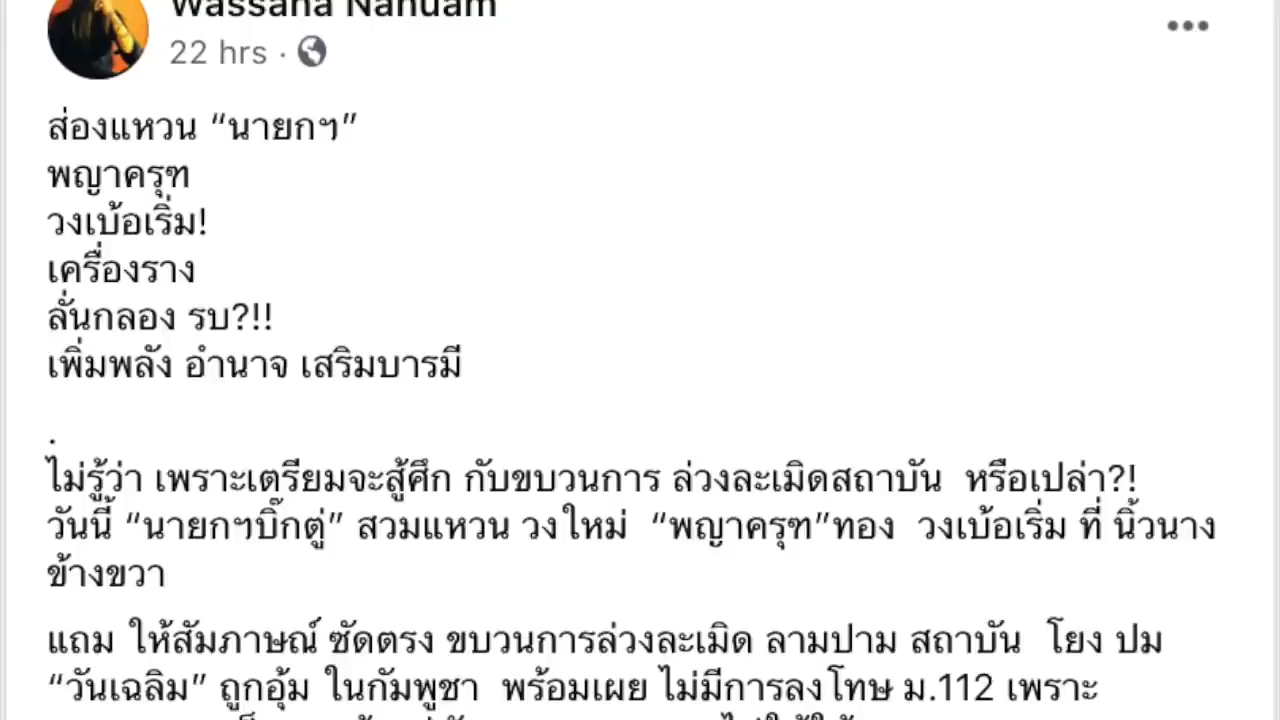 Wassana Nanuam
22 hrs ·
ส่องแหวน “นายกฯ”
พญาครุฑ
วงเบ้อเริ่ม!
เครื่องราง
ลั่นกลอง รบ?!!
เพิ่มพลัง อำนาจ เสริมบารมี
.
ไม่รู้ว่า เพราะเตรียมจะสู้ศึก กับขบวนการ ล่วงละเมิดสถาบัน หรือเปล่า?!
วันนี้ “นายกฯบิ๊กตู่” สวมแหวน วงใหม่ “พญาครุฑ”ทอง วงเบ้อเริ่ม ที่ นิ้วนาง
ข้างขวา
แถม ให้สัมภาษณ์ ซัดตรง ขบวนการล่วงละเมิด ลามปาม สถาบัน โยง ปม
“วันเฉลิม” ถูกอุ้ม ในกัมพูชา พร้อมเผย ไม่มีการลงโทษ ม.112 เพราะ